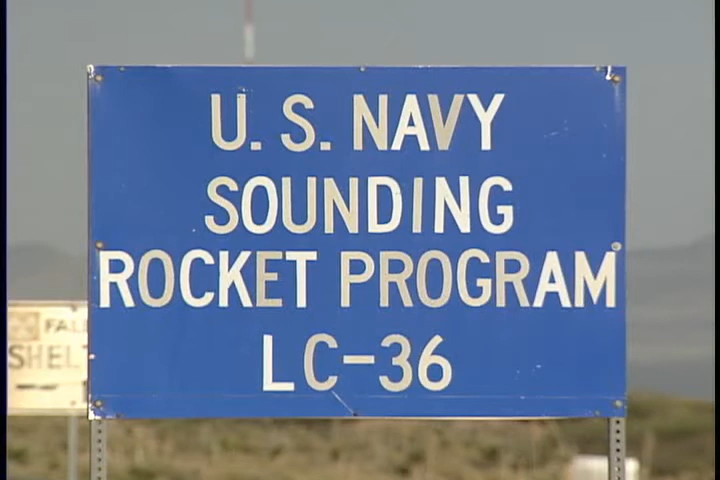 U. S. NAVY
SOUNDING
ROCKET PROGRAM
LC-36